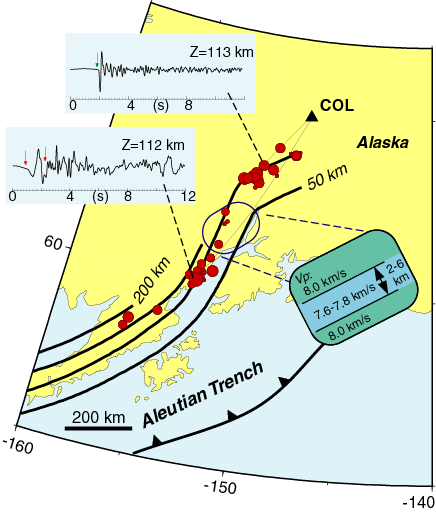 Z=113 km
0 4 (s) 8
COL
Alaska
Z=112 km
0 4 (s) 8 12
50 km
60
200 km
Vp:
8.0 km/s
7.6-7.8 km/s
2-6
km
8.0 km/s
Aleutian Trench
200 km
-160
-150
-140